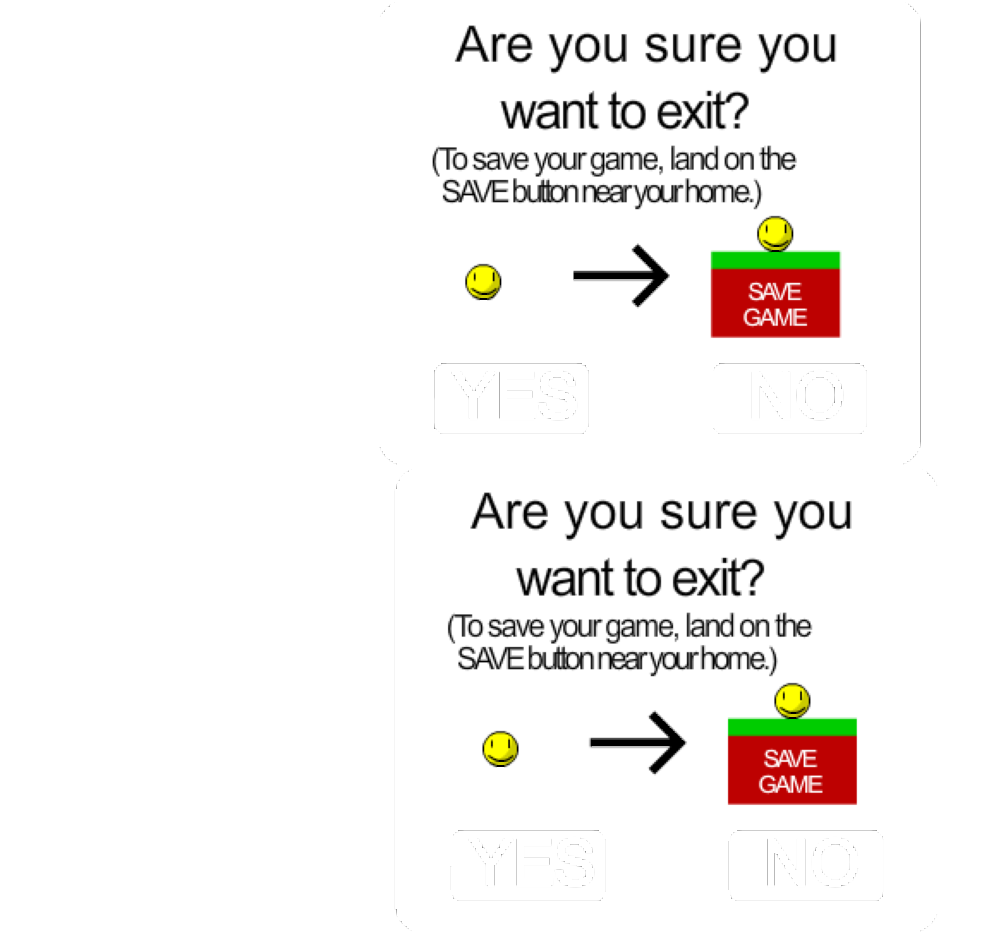 Are you sure you
want to exit?
(To save your game, land on the
SAVE button near your home.)
SAVE
GAME
YES NO
Are you sure you
want to exit?
(To save your game, land on the
SAVE button near your home.)
SAVE
GAME
YES NO